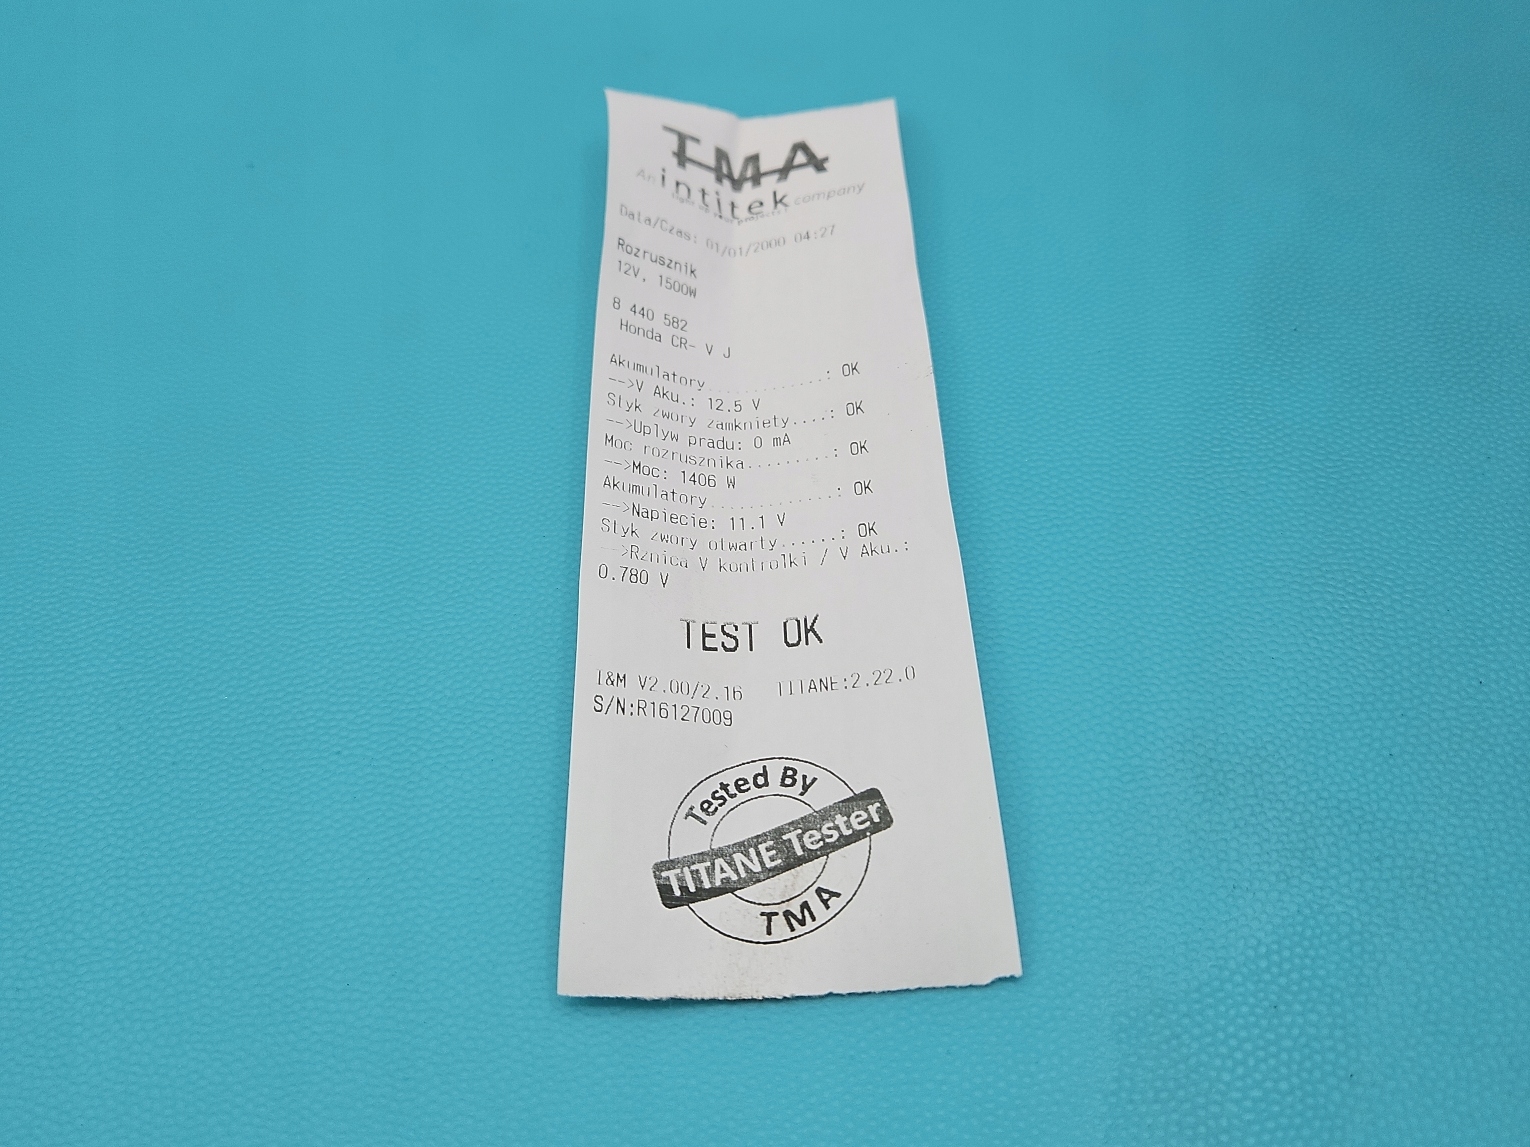 TMA
An intitek company
Data/Czas: 01/01/2000 04:27
Rozrusznik
12V, 1500W
8 440 582
Honda CR- V J
Akumulatory...............: OK
-->V Aku.: 12.5 V
Styk zwory zamkniety....: OK
-->Uplyw pradu: 0 mA
Moc rozrusznika.........: OK
-->Moc: 1406 W
Akumulatory...............: OK
-->Napiecie: 11.1 V
Styk zwory otwarty......: OK
-->Rznica V kontrolki / V Aku.:
0.780 V
TEST OK
I&M V2.00/2.16 TITANE:2.22.0
S/N:R16127009
Tested By
TITANE Tester
TMA